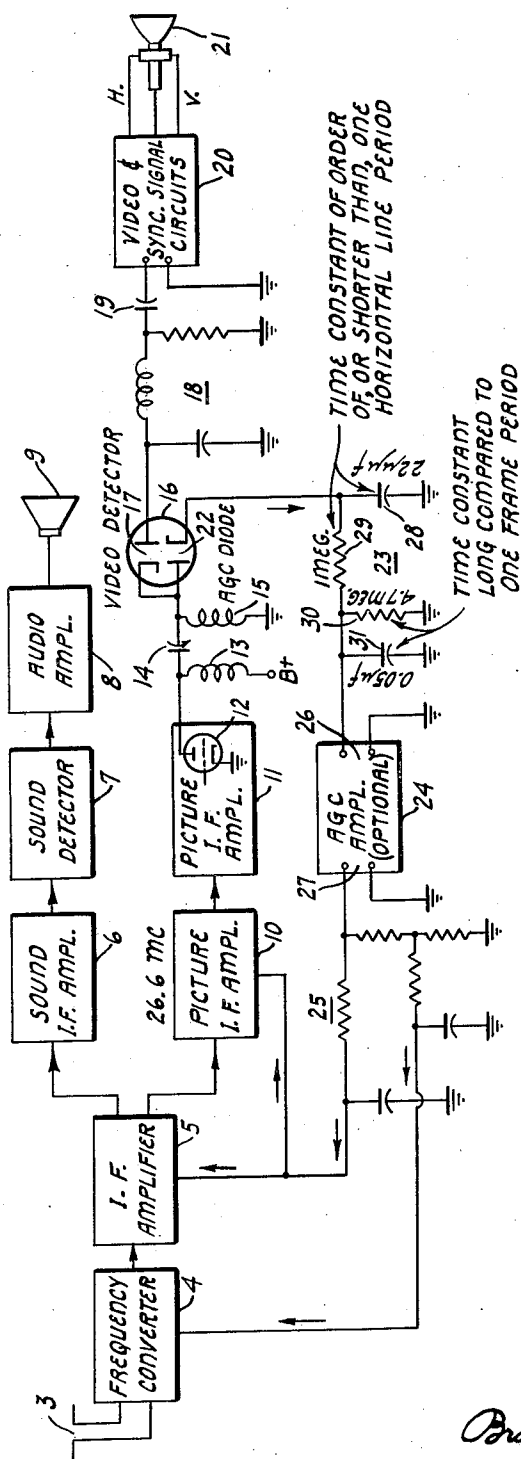 3
FREQUENCY
CONVERTER
4
I.F.
AMPLIFIER
5
SOUND
I.F. AMPL.
6
SOUND
DETECTOR
7
AUDIO
AMPL.
8
9
26.6 MC
PICTURE
I.F. AMPL.
10
PICTURE
I.F. AMPL.
11
12
13
B+
14
15
VIDEO DETECTOR
17
16
22
AGC DIODE
18
19
VIDEO &
SYNC. SIGNAL
CIRCUITS
20
H.
V.
21
TIME CONSTANT OF ORDER
OF, OR SHORTER THAN, ONE
HORIZONTAL LINE PERIOD
22µµf
28
1MEG.
29
23
30
4.7MEG.
31
0.05µf
TIME CONSTANT
LONG COMPARED TO
ONE FRAME PERIOD
26
AGC
AMPL.
(OPTIONAL)
27
24
25